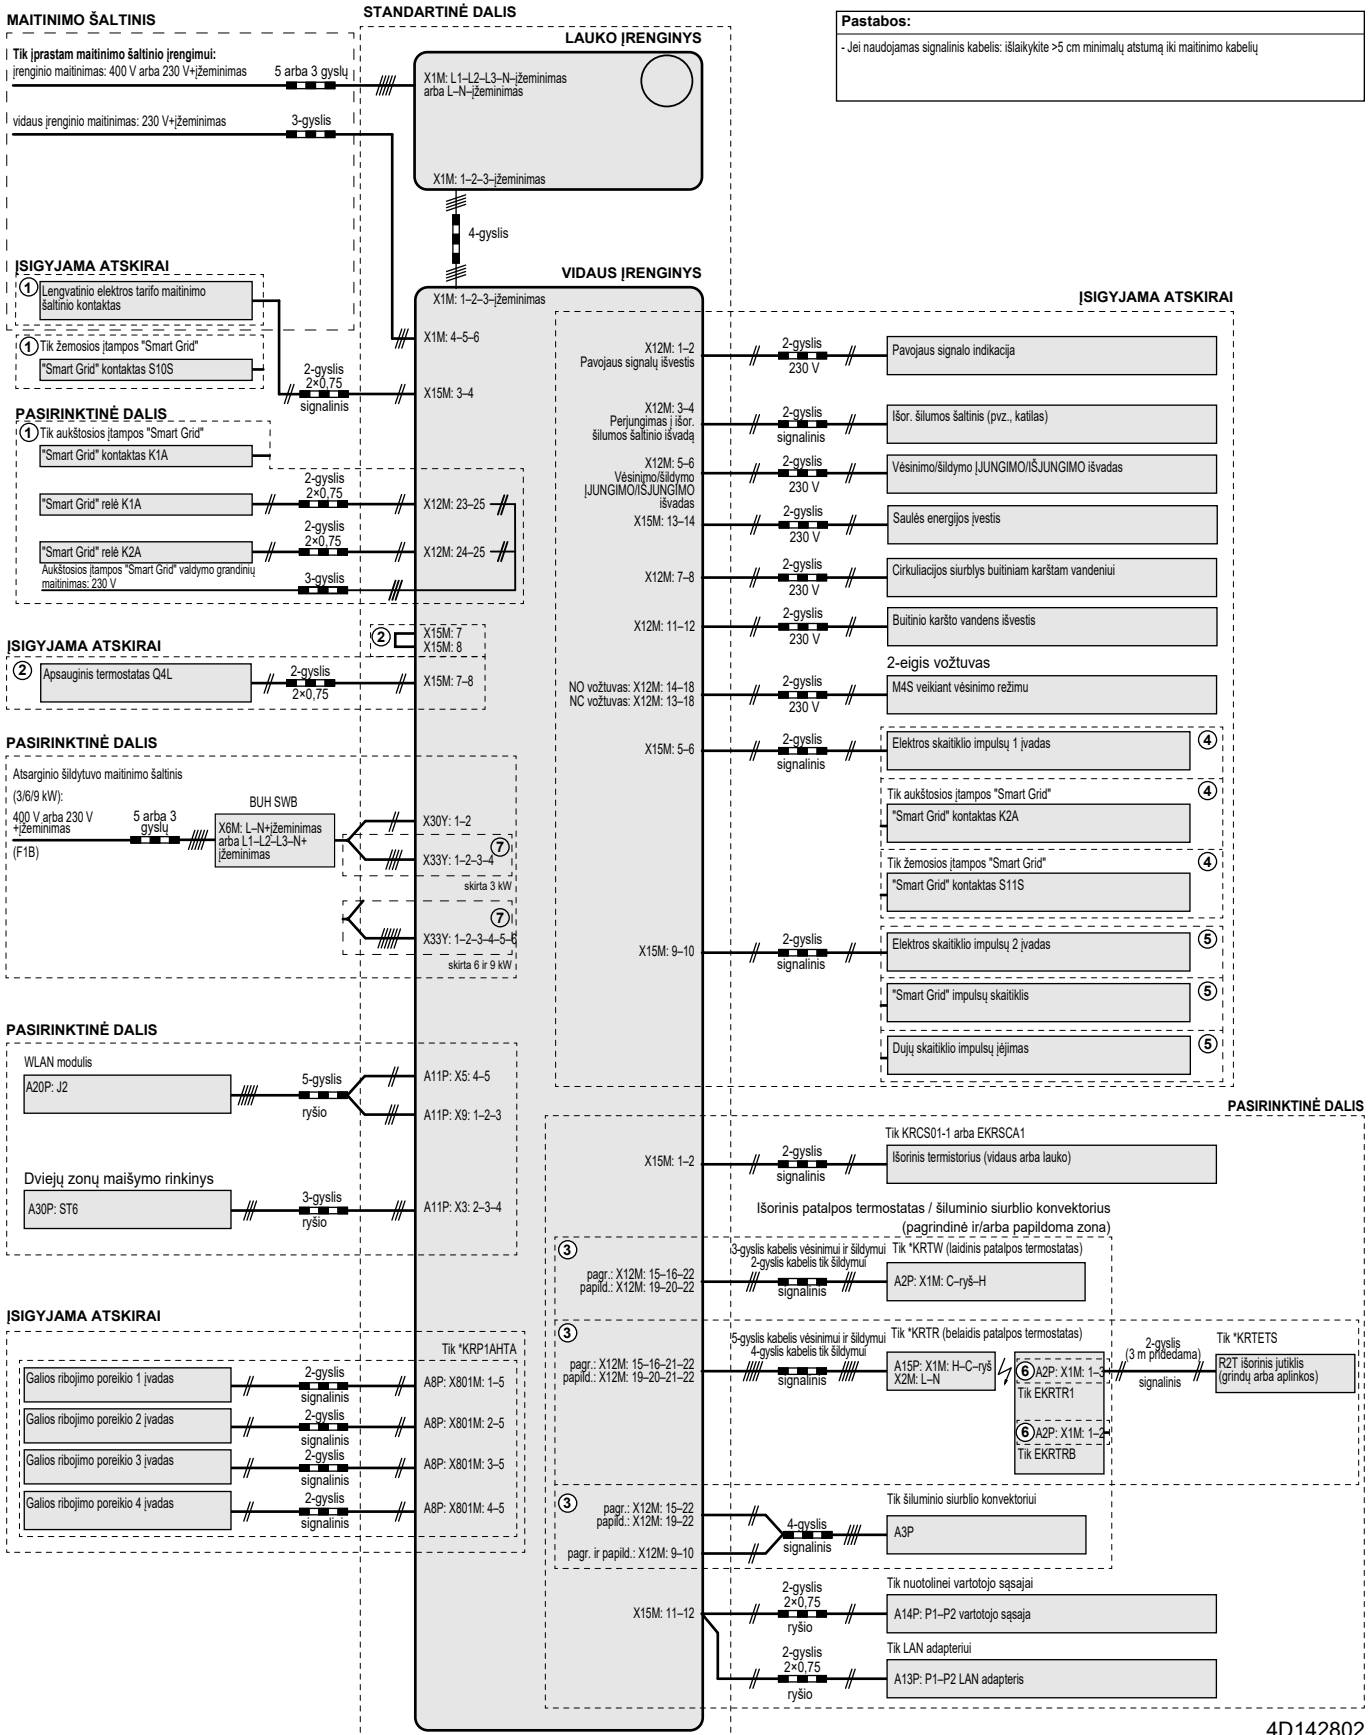 MAITINIMO ŠALTINIS
Tik įprastam maitinimo šaltinio įrengimui:
įrenginio maitinimas: 400 V arba 230 V+įžeminimas
5 arba 3 gyslų
vidaus įrenginio maitinimas: 230 V+įžeminimas
3-gyslis
STANDARTINĖ DALIS
LAUKO ĮRENGINYS
X1M: L1–L2–L3–N–įžeminimas
arba L–N–įžeminimas
X1M: 1–2–3–įžeminimas
4-gyslis
Pastabos:
- Jei naudojamas signalinis kabelis: išlaikykite >5 cm minimalų atstumą iki maitinimo kabelių
VIDAUS ĮRENGINYS
X1M: 1–2–3–įžeminimas
X1M: 4–5–6
ĮSIGYJAMA ATSKIRAI
1
Lengvatinio elektros tarifo maitinimo
šaltinio kontaktas
1
Tik žemosios įtampos "Smart Grid"
"Smart Grid" kontaktas S10S
2-gyslis
2×0,75
signalinis
X15M: 3–4
PASIRINKTINĖ DALIS
1
Tik aukštosios įtampos "Smart Grid"
"Smart Grid" kontaktas K1A
"Smart Grid" relė K1A
2-gyslis
2×0,75
X12M: 23–25
"Smart Grid" relė K2A
2-gyslis
2×0,75
X12M: 24–25
Aukštosios įtampos "Smart Grid" valdymo grandinių
maitinimas: 230 V
3-gyslis
2
X15M: 7
X15M: 8
ĮSIGYJAMA ATSKIRAI
2
Apsauginis termostatas Q4L
2-gyslis
2×0,75
X15M: 7–8
PASIRINKTINĖ DALIS
Atsarginio šildytuvo maitinimo šaltinis
(3/6/9 kW):
400 V arba 230 V
+įžeminimas
(F1B)
5 arba 3
gyslų
BUH SWB
X6M: L–N+įžeminimas
arba L1–L2–L3–N+
įžeminimas
X30Y: 1–2
7
X33Y: 1–2–3–4
skirta 3 kW
7
X33Y: 1–2–3–4–5–6
skirta 6 ir 9 kW
PASIRINKTINĖ DALIS
WLAN modulis
A20P: J2
5-gyslis
ryšio
A11P: X5: 4–5
A11P: X9: 1–2–3
Dviejų zonų maišymo rinkinys
A30P: ST6
3-gyslis
ryšio
A11P: X3: 2–3–4
ĮSIGYJAMA ATSKIRAI
Tik *KRP1AHTA
Galios ribojimo poreikio 1 įvadas
2-gyslis
signalinis
A8P: X801M: 1–5
Galios ribojimo poreikio 2 įvadas
2-gyslis
signalinis
A8P: X801M: 2–5
Galios ribojimo poreikio 3 įvadas
2-gyslis
signalinis
A8P: X801M: 3–5
Galios ribojimo poreikio 4 įvadas
2-gyslis
signalinis
A8P: X801M: 4–5
ĮSIGYJAMA ATSKIRAI
X12M: 1–2
Pavojaus signalų išvestis
2-gyslis
230 V
Pavojaus signalo indikacija
X12M: 3–4
Perjungimas į išor.
šilumos šaltinio išvadą
2-gyslis
signalinis
Išor. šilumos šaltinis (pvz., katilas)
X12M: 5–6
Vėsinimo/šildymo
ĮJUNGIMO/IŠJUNGIMO
išvadas
2-gyslis
230 V
Vėsinimo/šildymo ĮJUNGIMO/IŠJUNGIMO išvadas
X15M: 13–14
2-gyslis
230 V
Saulės energijos įvestis
X12M: 7–8
2-gyslis
230 V
Cirkuliacijos siurblys buitiniam karštam vandeniui
X12M: 11–12
2-gyslis
230 V
Buitinio karšto vandens išvestis
2-eigis vožtuvas
NO vožtuvas: X12M: 14–18
NC vožtuvas: X12M: 13–18
2-gyslis
230 V
M4S veikiant vėsinimo režimu
X15M: 5–6
2-gyslis
signalinis
Elektros skaitiklio impulsų 1 įvadas
4
Tik aukštosios įtampos "Smart Grid"
4
"Smart Grid" kontaktas K2A
Tik žemosios įtampos "Smart Grid"
4
"Smart Grid" kontaktas S11S
X15M: 9–10
2-gyslis
signalinis
Elektros skaitiklio impulsų 2 įvadas
5
"Smart Grid" impulsų skaitiklis
5
Dujų skaitiklio impulsų įėjimas
5
PASIRINKTINĖ DALIS
Tik KRCS01-1 arba EKRSCA1
X15M: 1–2
2-gyslis
signalinis
Išorinis termistorius (vidaus arba lauko)
Išorinis patalpos termostatas / šiluminio siurblio konvektorius
(pagrindinė ir/arba papildoma zona)
3
3-gyslis kabelis vėsinimui ir šildymui
2-gyslis kabelis tik šildymui
Tik *KRTW (laidinis patalpos termostatas)
pagr.: X12M: 15–16–22
papild.: X12M: 19–20–22
signalinis
A2P: X1M: C–ryš–H
3
5-gyslis kabelis vėsinimui ir šildymui
4-gyslis kabelis tik šildymui
Tik *KRTR (belaidis patalpos termostatas)
pagr.: X12M: 15–16–21–22
papild.: X12M: 19–20–21–22
signalinis
A15P: X1M: H–C–ryš
X2M: L–N
6
A2P: X1M: 1–3
Tik EKRTR1
6
A2P: X1M: 1–2
Tik EKRTRB
2-gyslis
(3 m pridedama)
signalinis
Tik *KRTETS
R2T išorinis jutiklis
(grindų arba aplinkos)
3
Tik šiluminio siurblio konvektoriui
pagr.: X12M: 15–22
papild.: X12M: 19–22
pagr. ir papild.: X12M: 9–10
4-gyslis
signalinis
A3P
Tik nuotolinei vartotojo sąsajai
X15M: 11–12
2-gyslis
2×0,75
ryšio
A14P: P1–P2 vartotojo sąsaja
Tik LAN adapteriui
2-gyslis
2×0,75
ryšio
A13P: P1–P2 LAN adapteris
4D142802